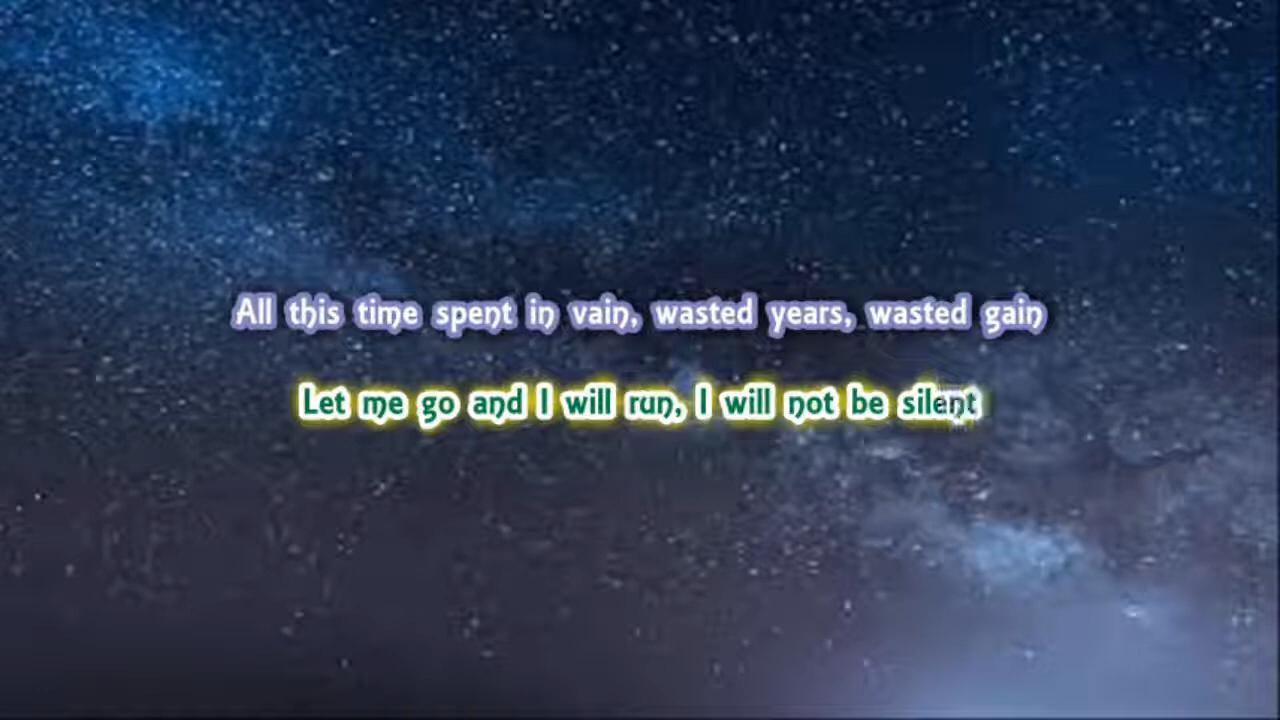 All this time spent in vain, wasted years, wasted gain
Let me go and I will run, I will not be silent